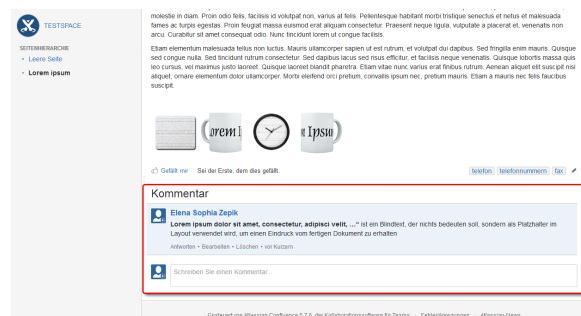 TESTSPACE
SEITENHIERARCHIE
• Leere Seite
• Lorem ipsum
molestie in diam. Proin odio felis, facilisis id volutpat non, varius at felis. Pellentesque habitant morbi tristique senectus et netus et malesuada
fames ac turpis egestas. Proin feugiat massa euismod erat aliquam consectetur. Praesent neque ligula, vulputate a placerat et, venenatis non
arcu. Curabitur sit amet consequat odio. Nunc tincidunt lorem ut congue facilisis.
Etiam elementum malesuada tellus non luctus. Mauris ullamcorper sapien ut est rutrum, et volutpat dui dapibus. Sed fringilla enim mauris. Quisque
sed congue nulla. Sed tincidunt rutrum consectetur. Sed dapibus lacus sed risus efficitur, et facilisis neque venenatis. Quisque lobortis massa quis
leo cursus, vel maximus justo laoreet. Quisque laoreet blandit pharetra. Etiam vitae nunc varius erat finibus rutrum. Aenean aliquet elit suscipit nisl
aliquet, ornare elementum dolor ullamcorper. Morbi eleifend orci pretium, convallis ipsum nec, pretium mauris. Etiam a mauris nec felis faucibus
suscipit.
orem I
n Ipsu
Gefällt mir Sei der Erste, dem dies gefällt.
telefon telefonnummern fax
Kommentar
Elena Sophia Zepik
Lorem ipsum dolor sit amet, consectetur, adipisci velit, …“ ist ein Blindtext, der nichts bedeuten soll, sondern als Platzhalter im
Layout verwendet wird, um einen Eindruck vom fertigen Dokument zu erhalten
Antworten • Bearbeiten • Löschen • vor Kurzem
Schreiben Sie einen Kommentar...
Gesteuert von Atlassian Confluence 5.7.6, der Kollaborationssoftware für Teams · Fehler/Anregungen · Atlassian-News